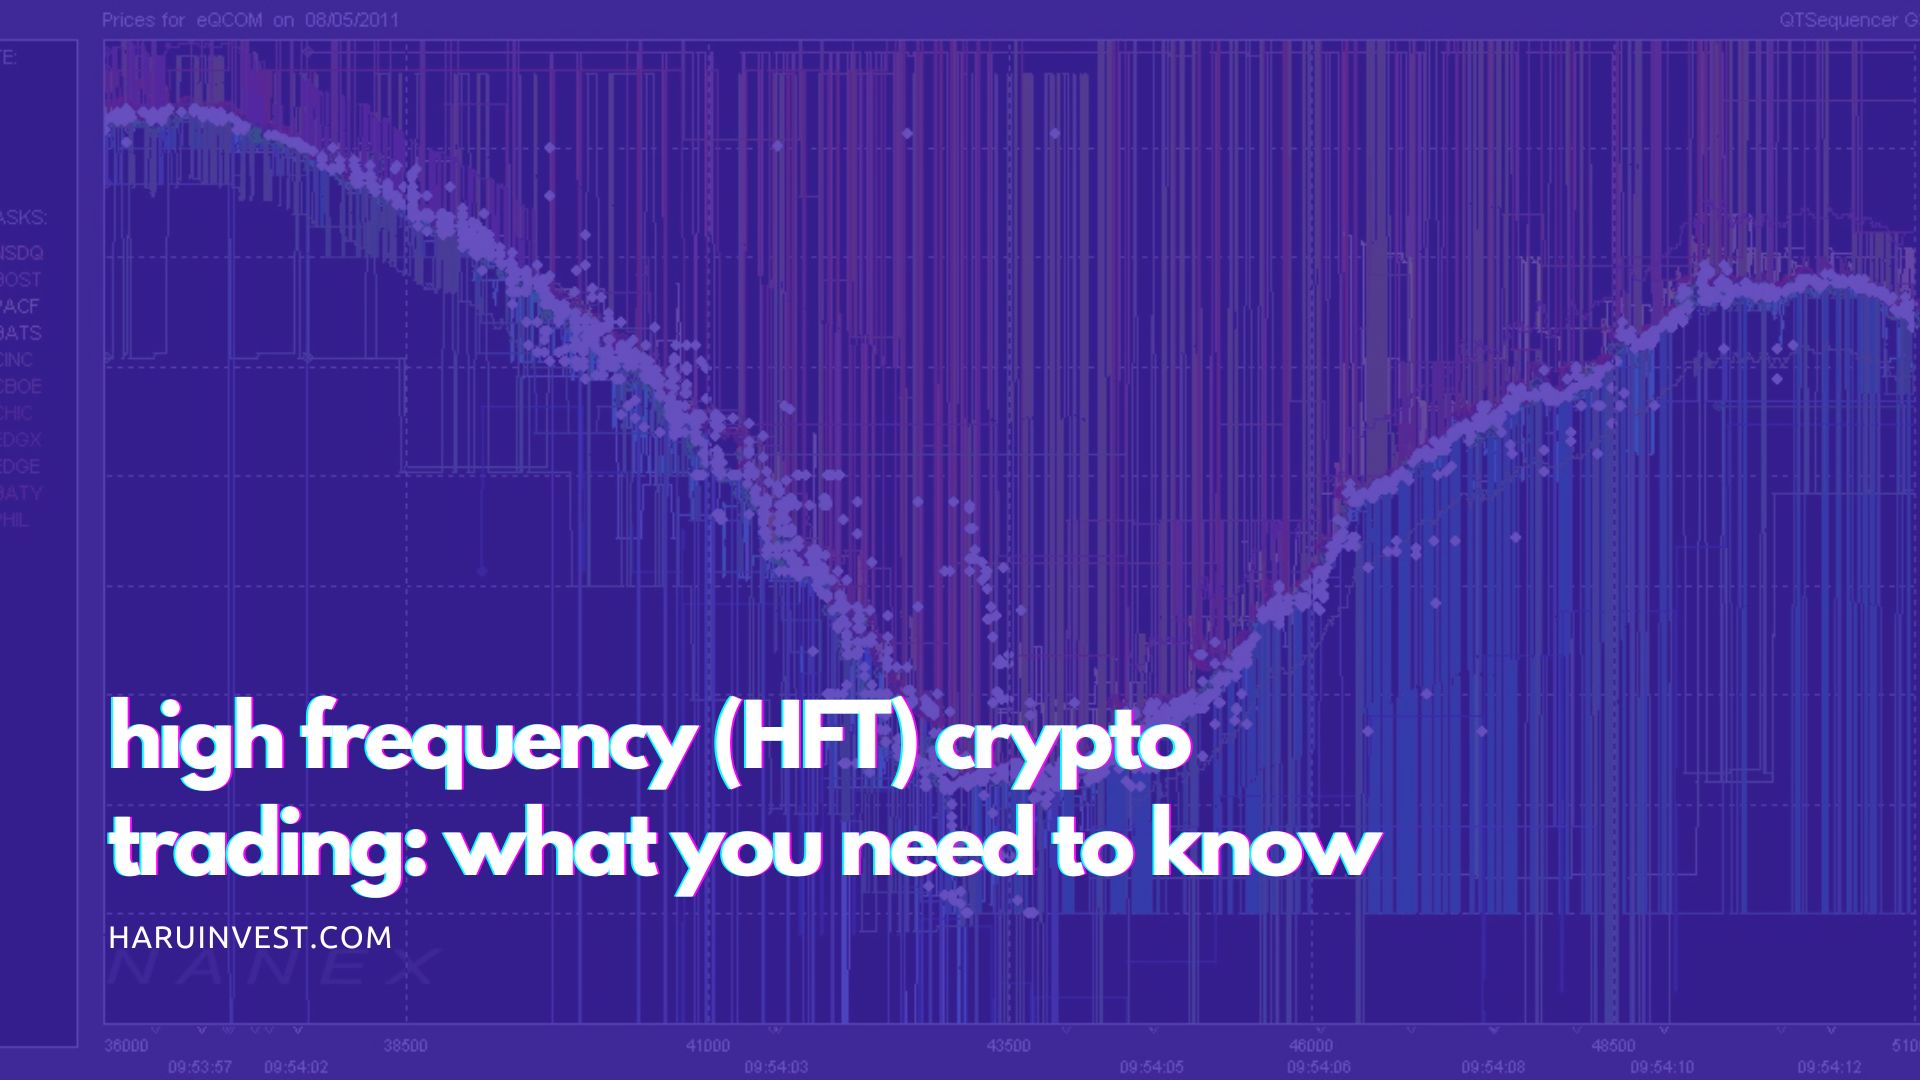 Prices for eQCOM on 08/05/2011
QTSequencer G
TE:
ASKS:
NSDQ
BOST
PACF
BATS
CINC
CBOE
CHIC
EDGX
EDGE
BATY
PHIL
high frequency (HFT) crypto
trading: what you need to know
HARUINVEST.COM
NANEX
36000 38500 41000 43500 46000 48500 510
09:53:57 09:54:02 09:54:03 09:54:05 09:54:06 09:54:08 09:54:10 09:54:12